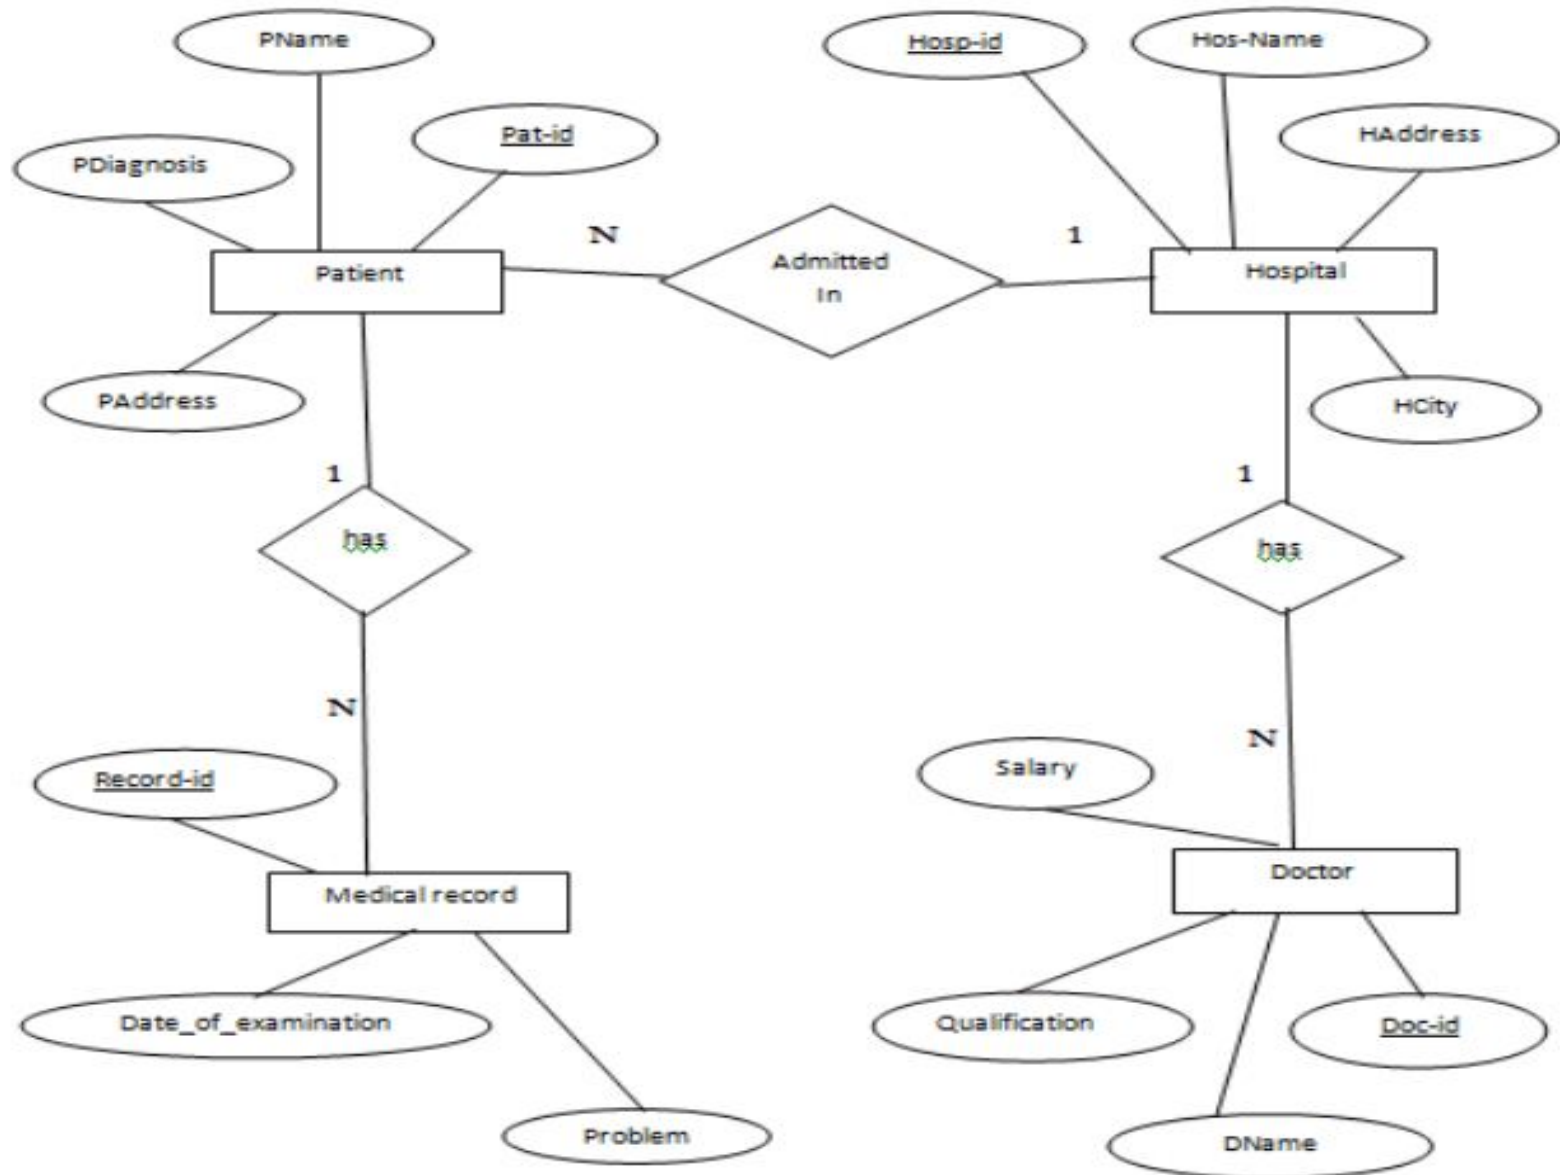 PName
Hosp-id
Hos-Name
Pat-id
HAddress
PDiagnosis
N
1
Patient
Admitted
In
Hospital
PAddress
HCity
1
1
has
has
N
N
Record-id
Salary
Medical record
Doctor
Date_of_examination
Qualification
Doc-id
Problem
DName